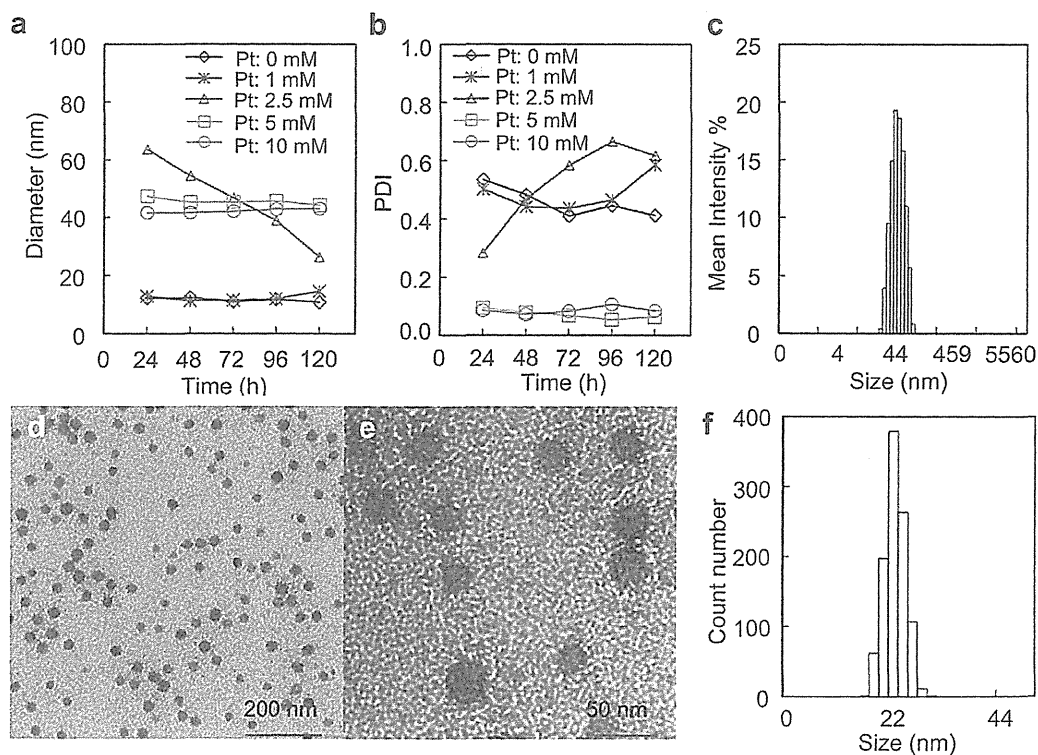 a
100
80
60
40
20
0
Diameter (nm)
Pt: 0 mM
Pt: 1 mM
Pt: 2.5 mM
Pt: 5 mM
Pt: 10 mM
0 24 48 72 96 120
Time (h)
b
1.0
0.8
0.6
0.4
0.2
0.0
PDI
Pt: 0 mM
Pt: 1 mM
Pt: 2.5 mM
Pt: 5 mM
Pt: 10 mM
0 24 48 72 96 120
Time (h)
c
25
20
15
10
5
0
Mean Intensity %
0 4 44 459 5560
Size (nm)
d
200 nm
e
50 nm
f
400
300
200
100
0
Count number
0 22 44
Size (nm)